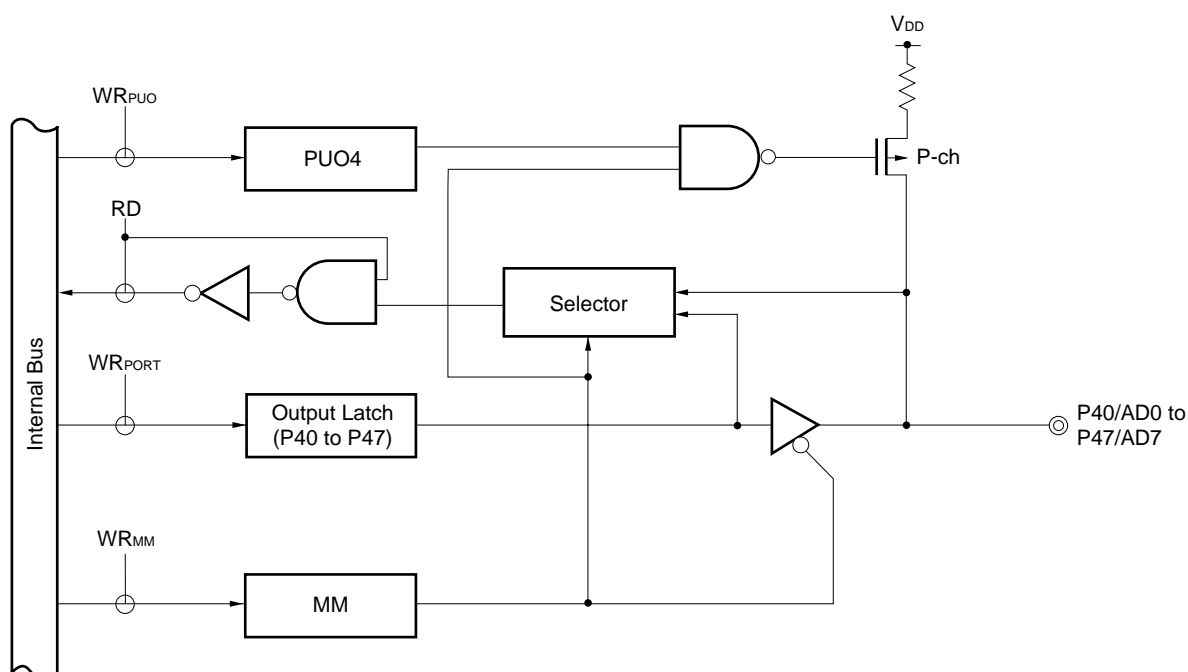 VDD
WRPUO
PUO4
P-ch
RD
Selector
WRPORT
Internal Bus
Output Latch
(P40 to P47)
P40/AD0 to
P47/AD7
WRMM
MM